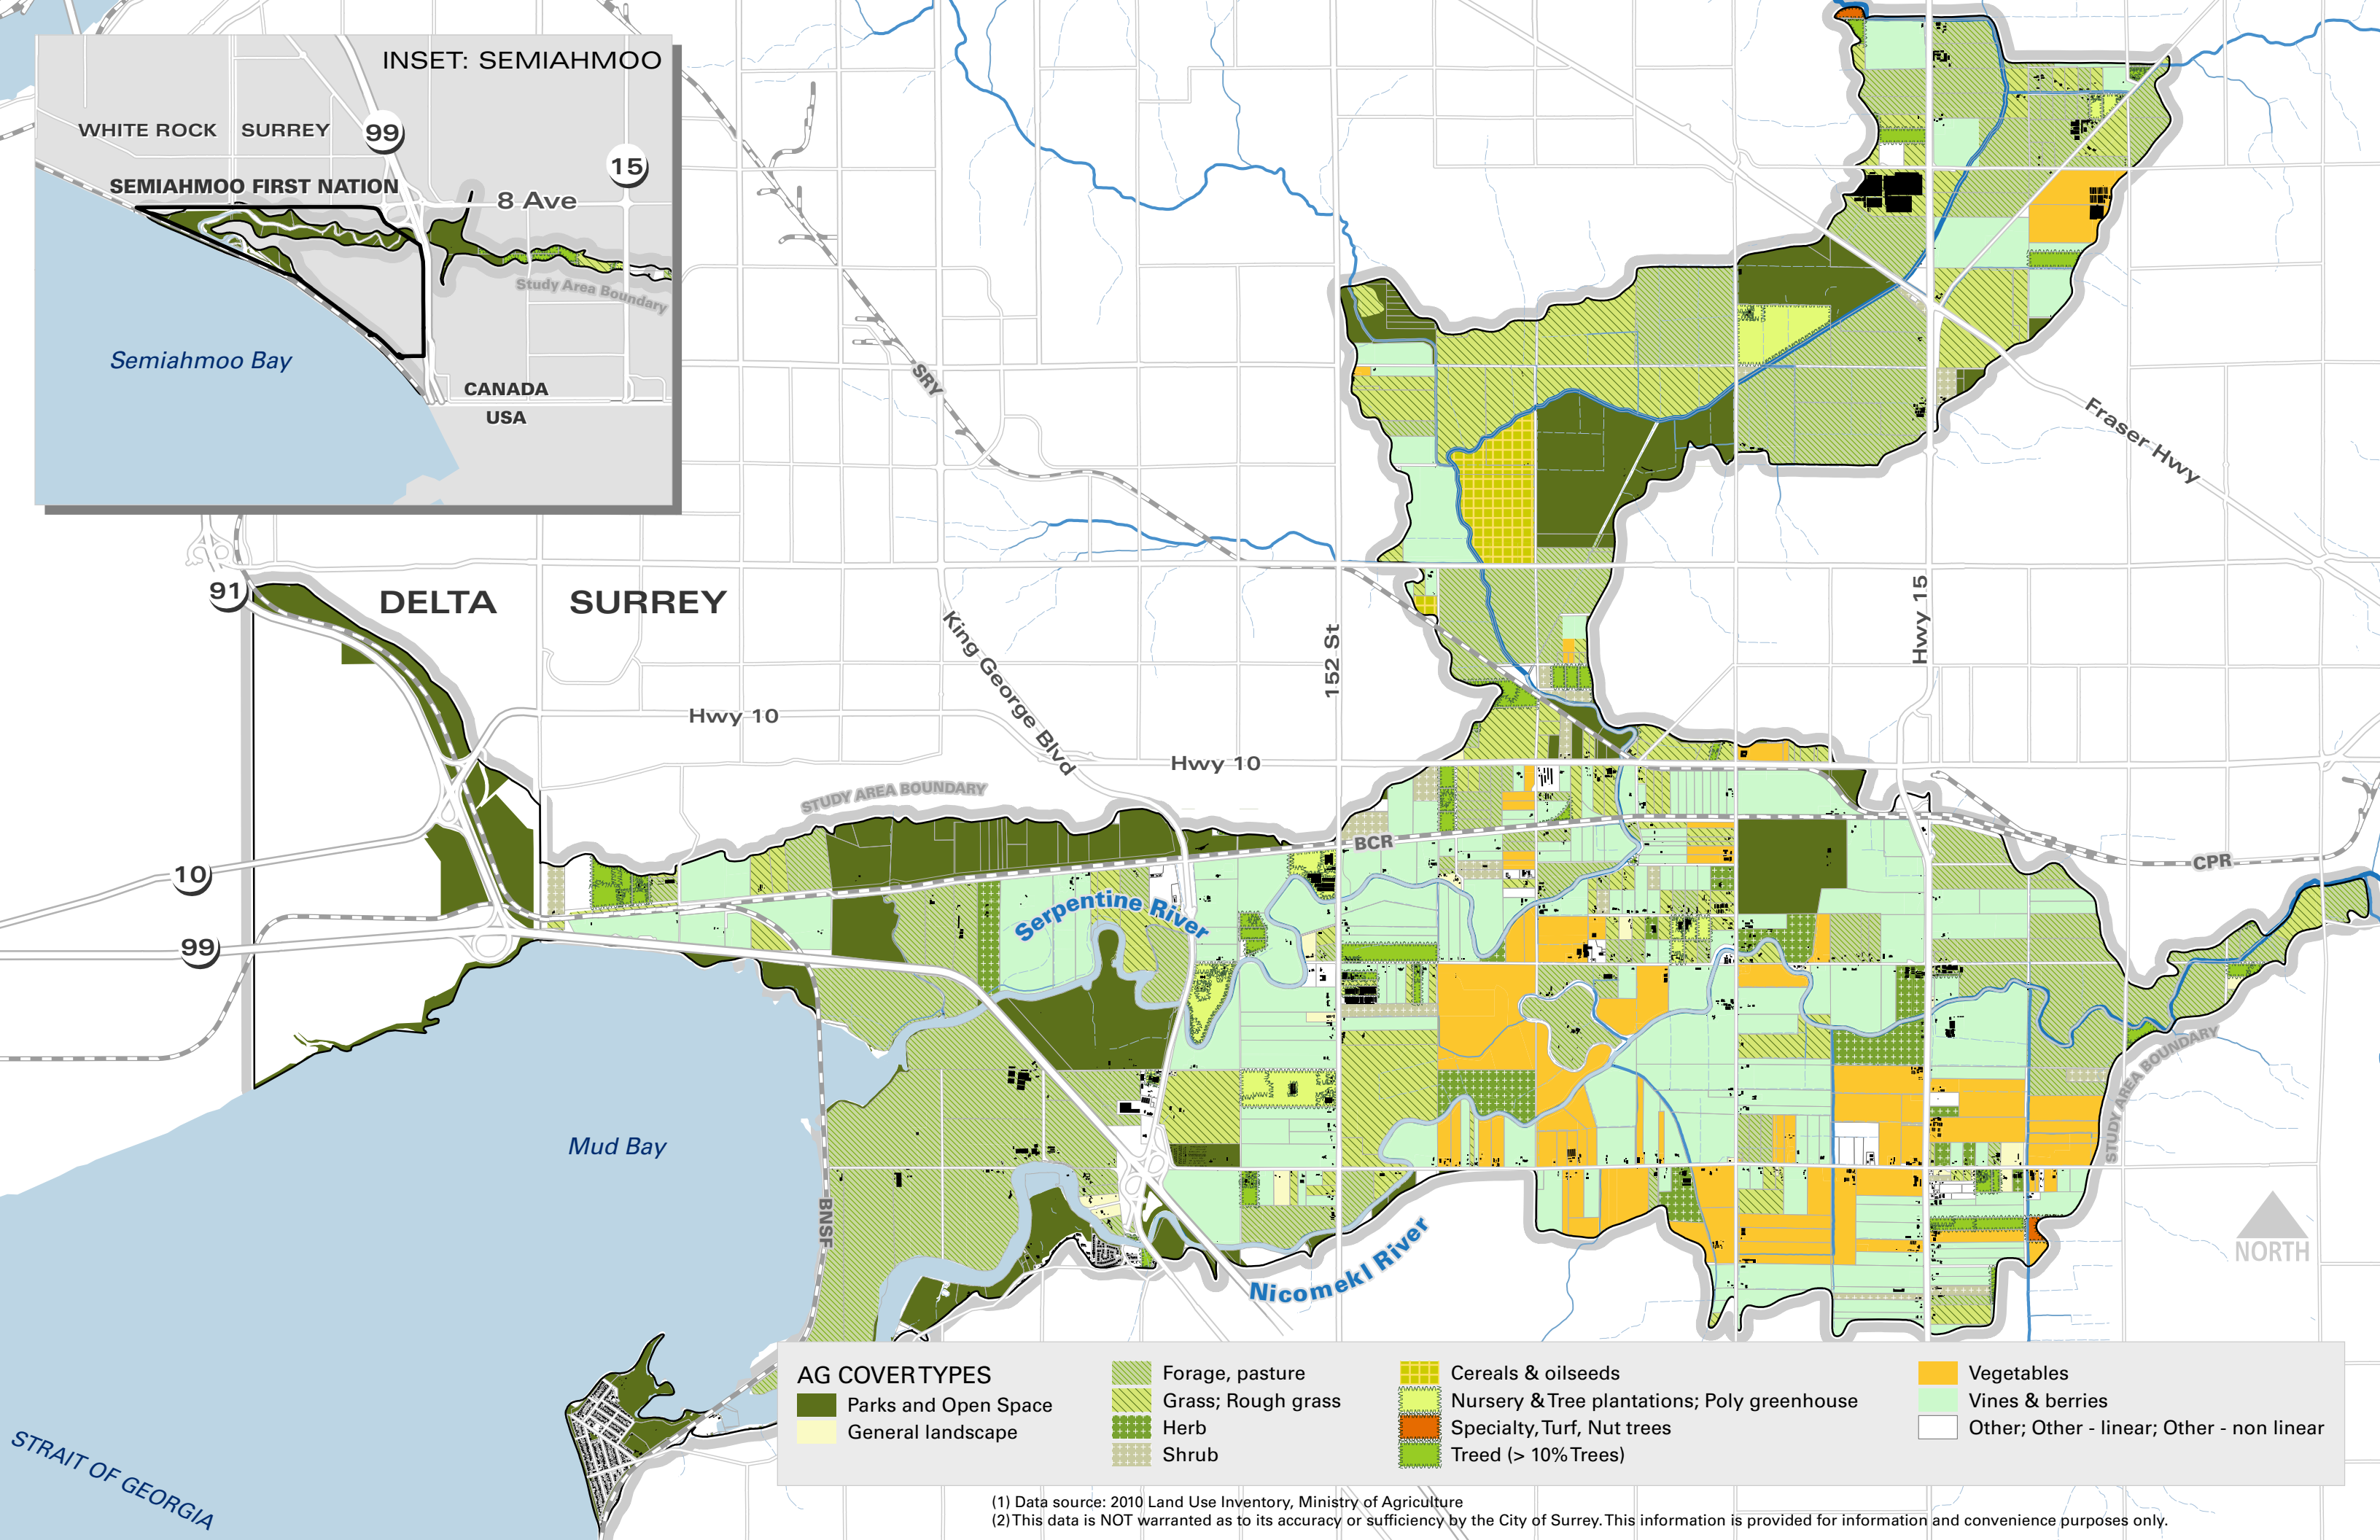 INSET: SEMIAHMOO
WHITE ROCK
SURREY
99
15
SEMIAHMOO FIRST NATION
8 Ave
Study Area Boundary
Semiahmoo Bay
CANADA
USA
SRY
Fraser Hwy
91
DELTA
SURREY
King George Blvd
152 St
Hwy 15
Hwy 10
Hwy 10
STUDY AREA BOUNDARY
BCR
CPR
10
99
Serpentine River
STUDY AREA BOUNDARY
Mud Bay
BNSF
Nicomekl River
NORTH
STRAIT OF GEORGIA
AG COVER TYPES
Parks and Open Space
General landscape
Forage, pasture
Grass; Rough grass
Herb
Shrub
Cereals & oilseeds
Nursery & Tree plantations; Poly greenhouse
Specialty, Turf, Nut trees
Treed (> 10% Trees)
Vegetables
Vines & berries
Other; Other - linear; Other - non linear
(1) Data source: 2010 Land Use Inventory, Ministry of Agriculture
(2) This data is NOT warranted as to its accuracy or sufficiency by the City of Surrey. This information is provided for information and convenience purposes only.